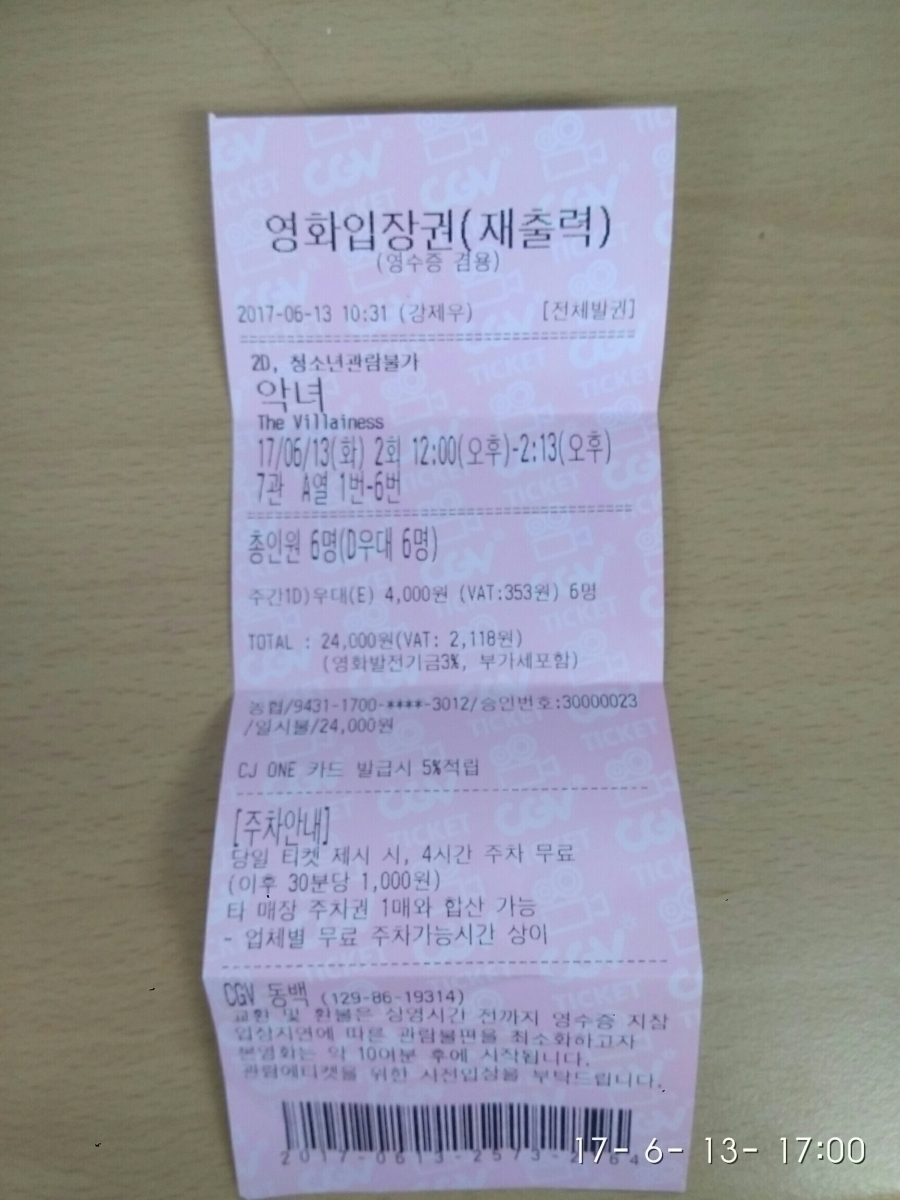 영화입장권(재출력)
(영수증 겸용)
2017-06-13 10:31 (강제우) [전체발권]
2D, 청소년관람불가
악녀
The Villainess
17/06/13(화) 2회 12:00(오후)-2:13(오후)
7관 A열 1번-6번
총인원 6명(D우대 6명)
주간1D)우대(E) 4,000원 (VAT:353원) 6명
TOTAL : 24,000원(VAT: 2,118원)
(영화발전기금3%, 부가세포함)
농협/9431-1700-****-3012/승인번호:30000023
/일시불/24,000원
CJ ONE 카드 발급시 5%적립
[주차안내]
당일 티켓 제시 시, 4시간 주차 무료
(이후 30분당 1,000원)
타 매장 주차권 1매와 합산 가능
- 업체별 무료 주차가능시간 상이
CGV 동백 (129-86-19314)
교환 및 환불은 상영시간 전까지 영수증 지참
입장지연에 따른 관람불편을 최소화하고자
본영화는 약 10여분 후에 시작됩니다.
관람에티켓을 위한 사전입장을 부탁드립니다.
2017-0613-2573-
17- 6- 13- 17:00